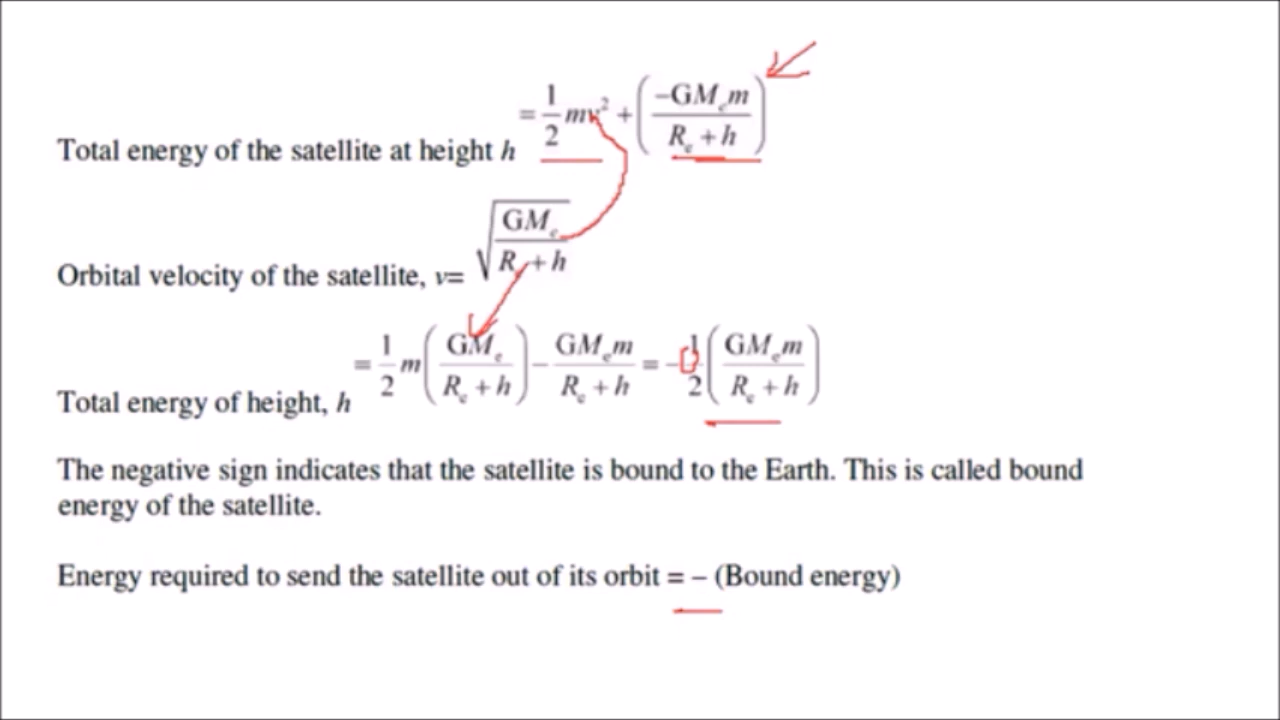 Total energy of the satellite at height h = 1/2 mv² + (−GMₑm / Rₑ + h)
Orbital velocity of the satellite, v= √(GMₑ / Rₑ + h)
Total energy of height, h = 1/2 m (GMₑ / Rₑ + h) − GMₑm / Rₑ + h = −1/2 (GMₑm / Rₑ + h)
The negative sign indicates that the satellite is bound to the Earth. This is called bound
energy of the satellite.
Energy required to send the satellite out of its orbit = – (Bound energy)